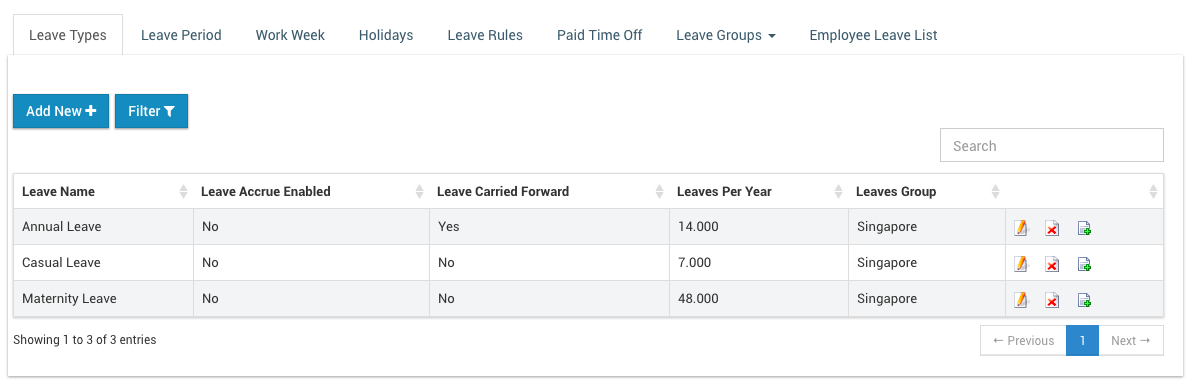 Leave Types Leave Period Work Week Holidays Leave Rules Paid Time Off Leave Groups Employee Leave List
Add New Filter
Search
Leave Name Leave Accrue Enabled Leave Carried Forward Leaves Per Year Leaves Group
Annual Leave No Yes 14.000 Singapore
Casual Leave No No 7.000 Singapore
Maternity Leave No No 48.000 Singapore
Showing 1 to 3 of 3 entries ← Previous 1 Next →